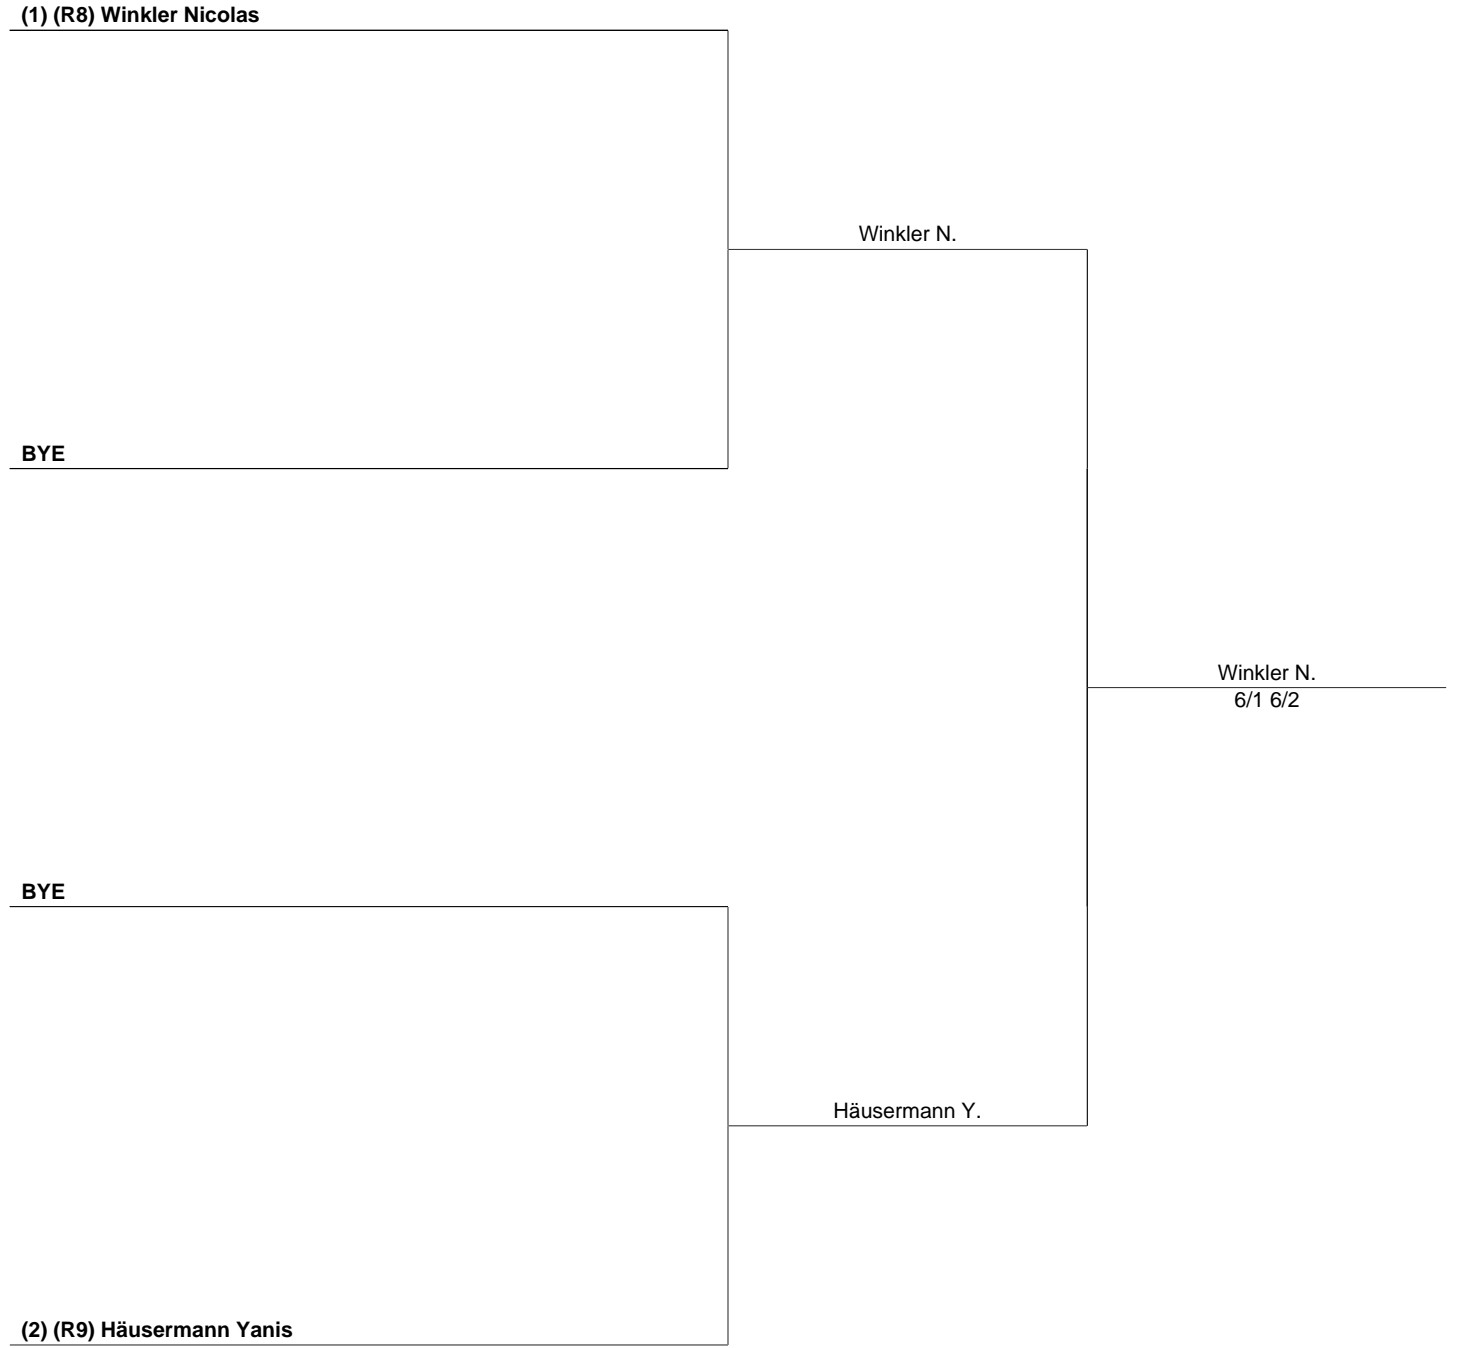 (1) (R8) Winkler Nicolas
Winkler N.
BYE
Winkler N.
6/1 6/2
BYE
Häusermann Y.
(2) (R9) Häusermann Yanis